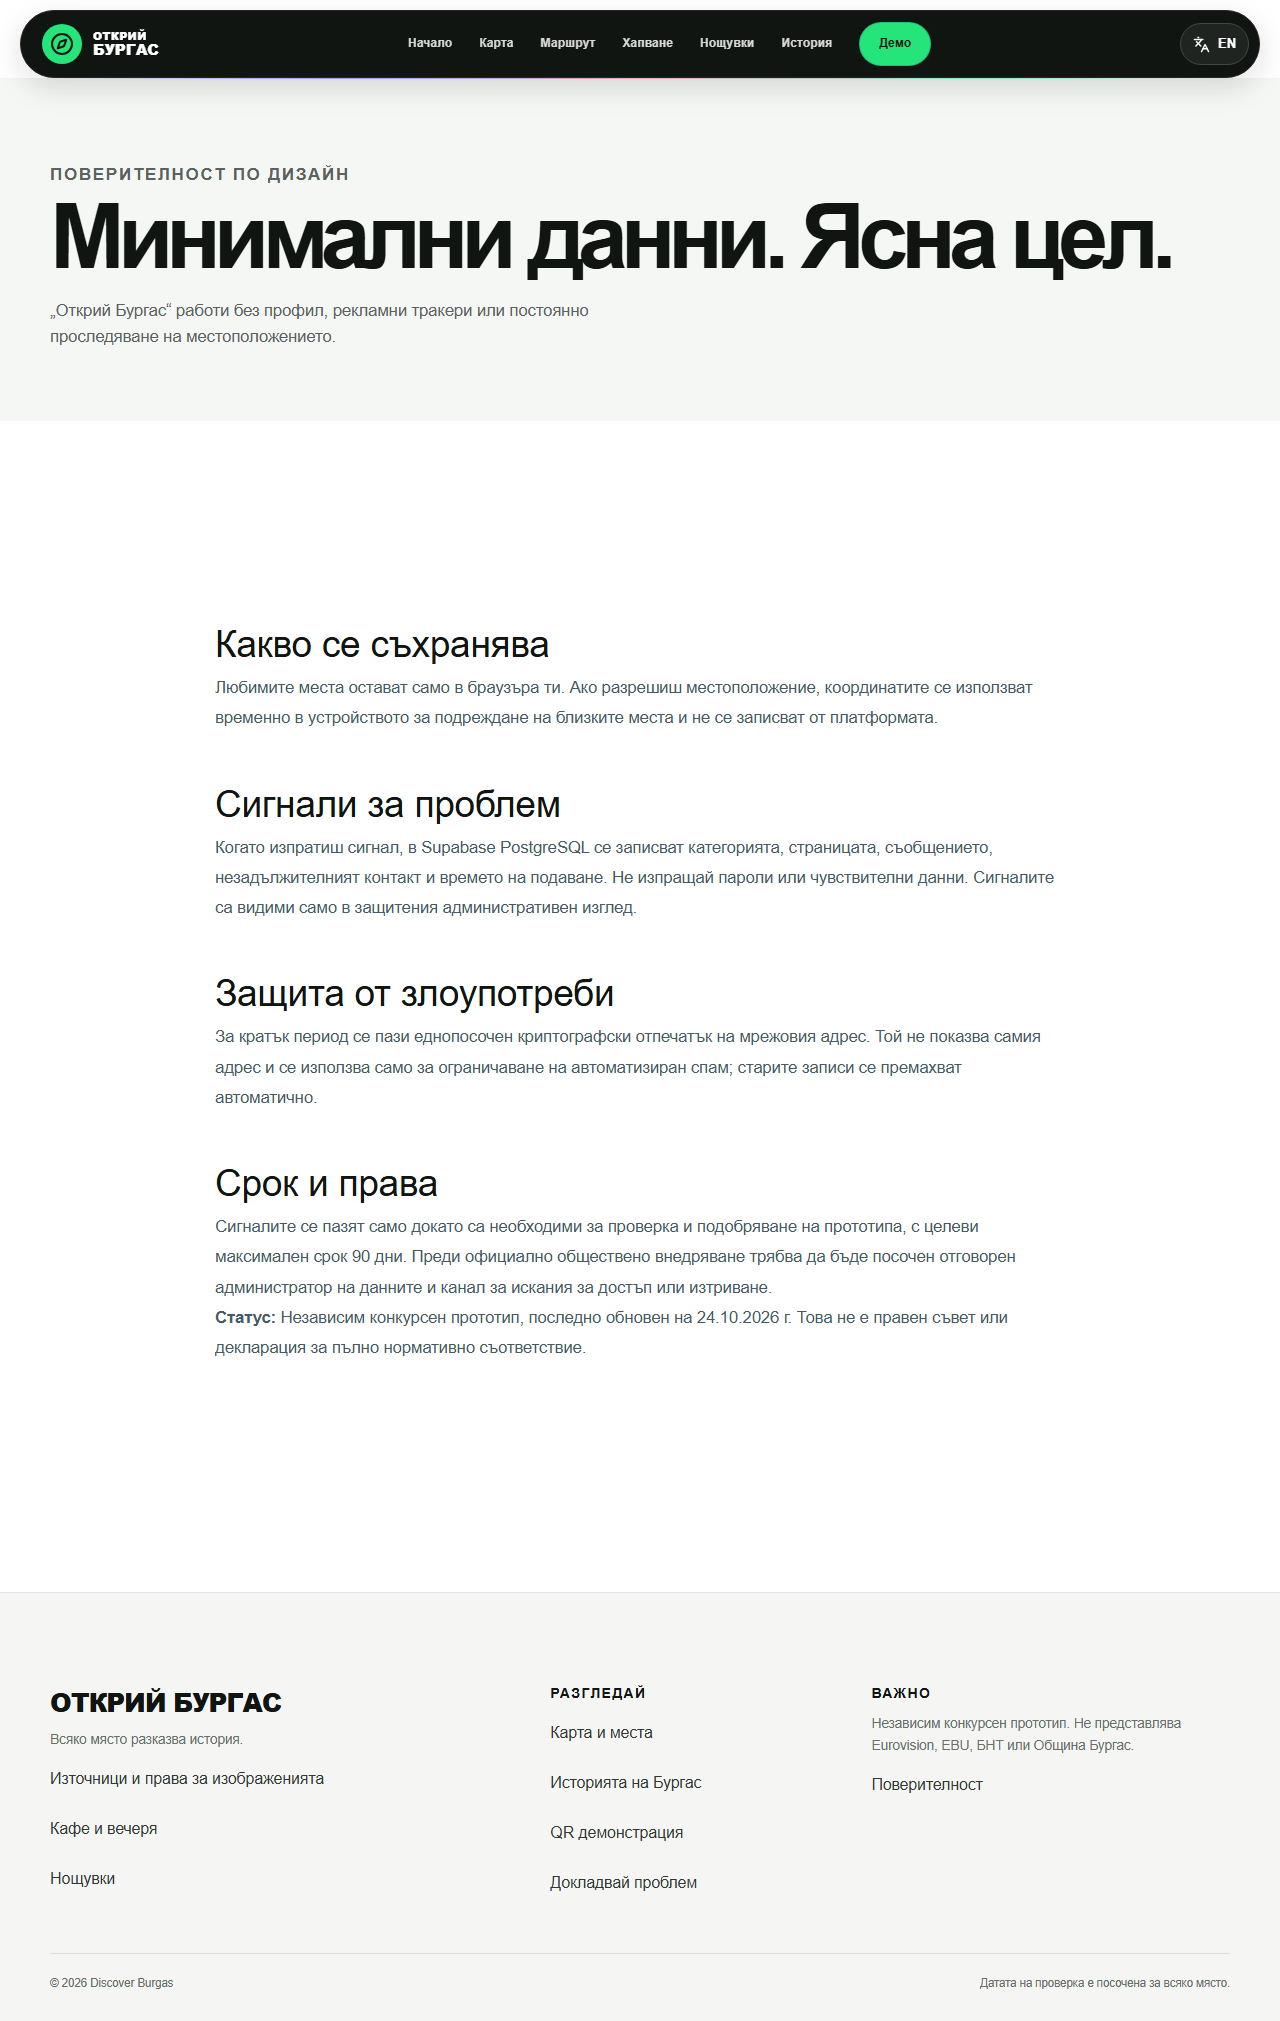 ОТКРИЙ
БУРГАС
Начало Карта Маршрут Хапване Нощувки История Демо
EN
ПОВЕРИТЕЛНОСТ ПО ДИЗАЙН
Минимални данни. Ясна цел.
„Открий Бургас“ работи без профил, рекламни тракери или постоянно
проследяване на местоположението.
Какво се съхранява
Любимите места остават само в браузъра ти. Ако разрешиш местоположение, координатите се използват
временно в устройството за подреждане на близките места и не се записват от платформата.
Сигнали за проблем
Когато изпратиш сигнал, в Supabase PostgreSQL се записват категорията, страницата, съобщението,
незадължителният контакт и времето на подаване. Не изпращай пароли или чувствителни данни. Сигналите
са видими само в защитения административен изглед.
Защита от злоупотреби
За кратък период се пази еднопосочен криптографски отпечатък на мрежовия адрес. Той не показва самия
адрес и се използва само за ограничаване на автоматизиран спам; старите записи се премахват
автоматично.
Срок и права
Сигналите се пазят само докато са необходими за проверка и подобряване на прототипа, с целеви
максимален срок 90 дни. Преди официално обществено внедряване трябва да бъде посочен отговорен
администратор на данните и канал за искания за достъп или изтриване.
Статус: Независим конкурсен прототип, последно обновен на 24.10.2026 г. Това не е правен съвет или
декларация за пълно нормативно съответствие.
ОТКРИЙ БУРГАС
Всяко място разказва история.
Източници и права за изображенията
Кафе и вечеря
Нощувки
РАЗГЛЕДАЙ
Карта и места
Историята на Бургас
QR демонстрация
Докладвай проблем
ВАЖНО
Независим конкурсен прототип. Не представлява
Eurovision, EBU, БНТ или Община Бургас.
Поверителност
© 2026 Discover Burgas
Датата на проверка е посочена за всяко място.